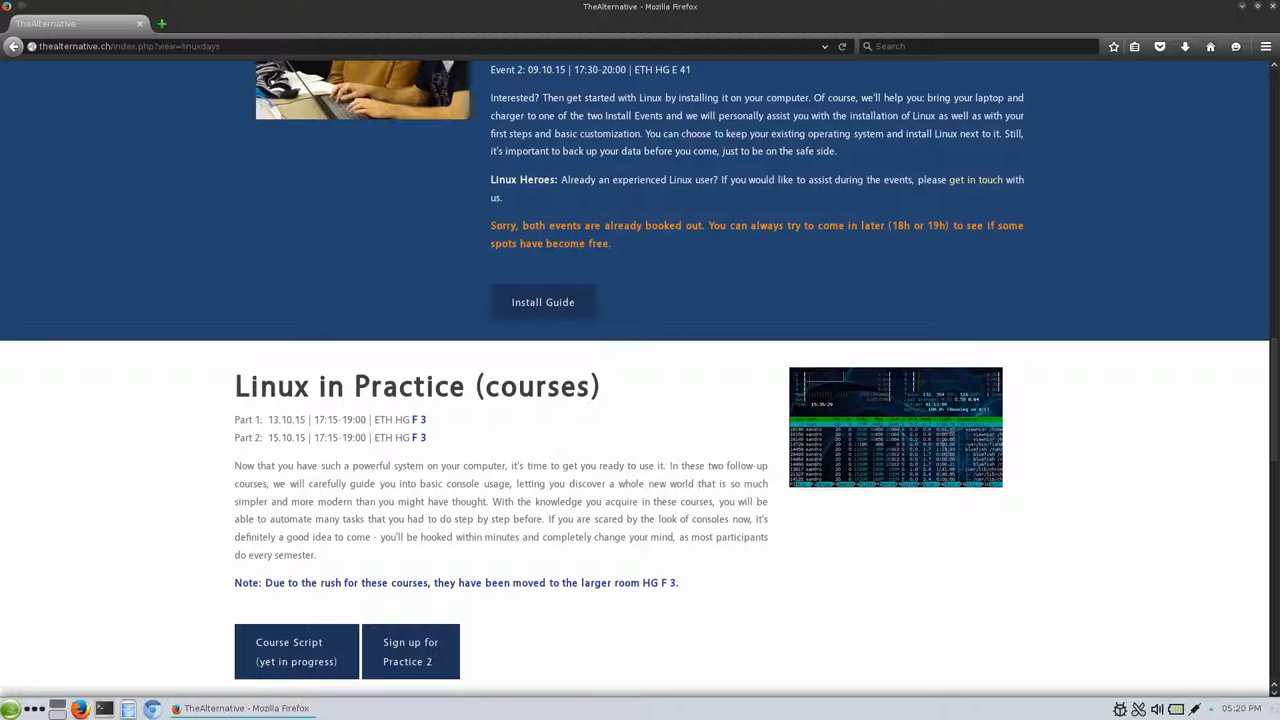 TheAlternative - Mozilla Firefox
TheAlternative
thealternative.ch/index.php?view=linuxdays
Search
Event 2: 09.10.15 | 17:30-20:00 | ETH HG E 41
Interested? Then get started with Linux by installing it on your computer. Of course, we'll help you: bring your laptop and
charger to one of the two Install Events and we will personally assist you with the installation of Linux as well as with your
first steps and basic customization. You can choose to keep your existing operating system and install Linux next to it. Still,
it's important to back up your data before you come, just to be on the safe side.
Linux Heroes: Already an experienced Linux user? If you would like to assist during the events, please get in touch with
us.
Sorry, both events are already booked out. You can always try to come in later (18h or 19h) to see if some
spots have become free.
Install Guide
Linux in Practice (courses)
Part 1: 13.10.15 | 17:15-19:00 | ETH HG F 3
Part 2: 15.10.15 | 17:15-19:00 | ETH HG F 3
Now that you have such a powerful system on your computer, it's time to get you ready to use it. In these two follow-up
courses, we will carefully guide you into basic console usage, letting you discover a whole new world that is so much
simpler and more modern than you might have thought. With the knowledge you acquire in these courses, you will be
able to automate many tasks that you had to do step by step before. If you are scared by the look of consoles now, it's
definitely a good idea to come - you'll be hooked within minutes and completely change your mind, as most participants
do every semester.
Note: Due to the rush for these courses, they have been moved to the larger room HG F 3.
Course Script
(yet in progress)
Sign up for
Practice 2
TheAlternative - Mozilla Firefox
05:20 PM